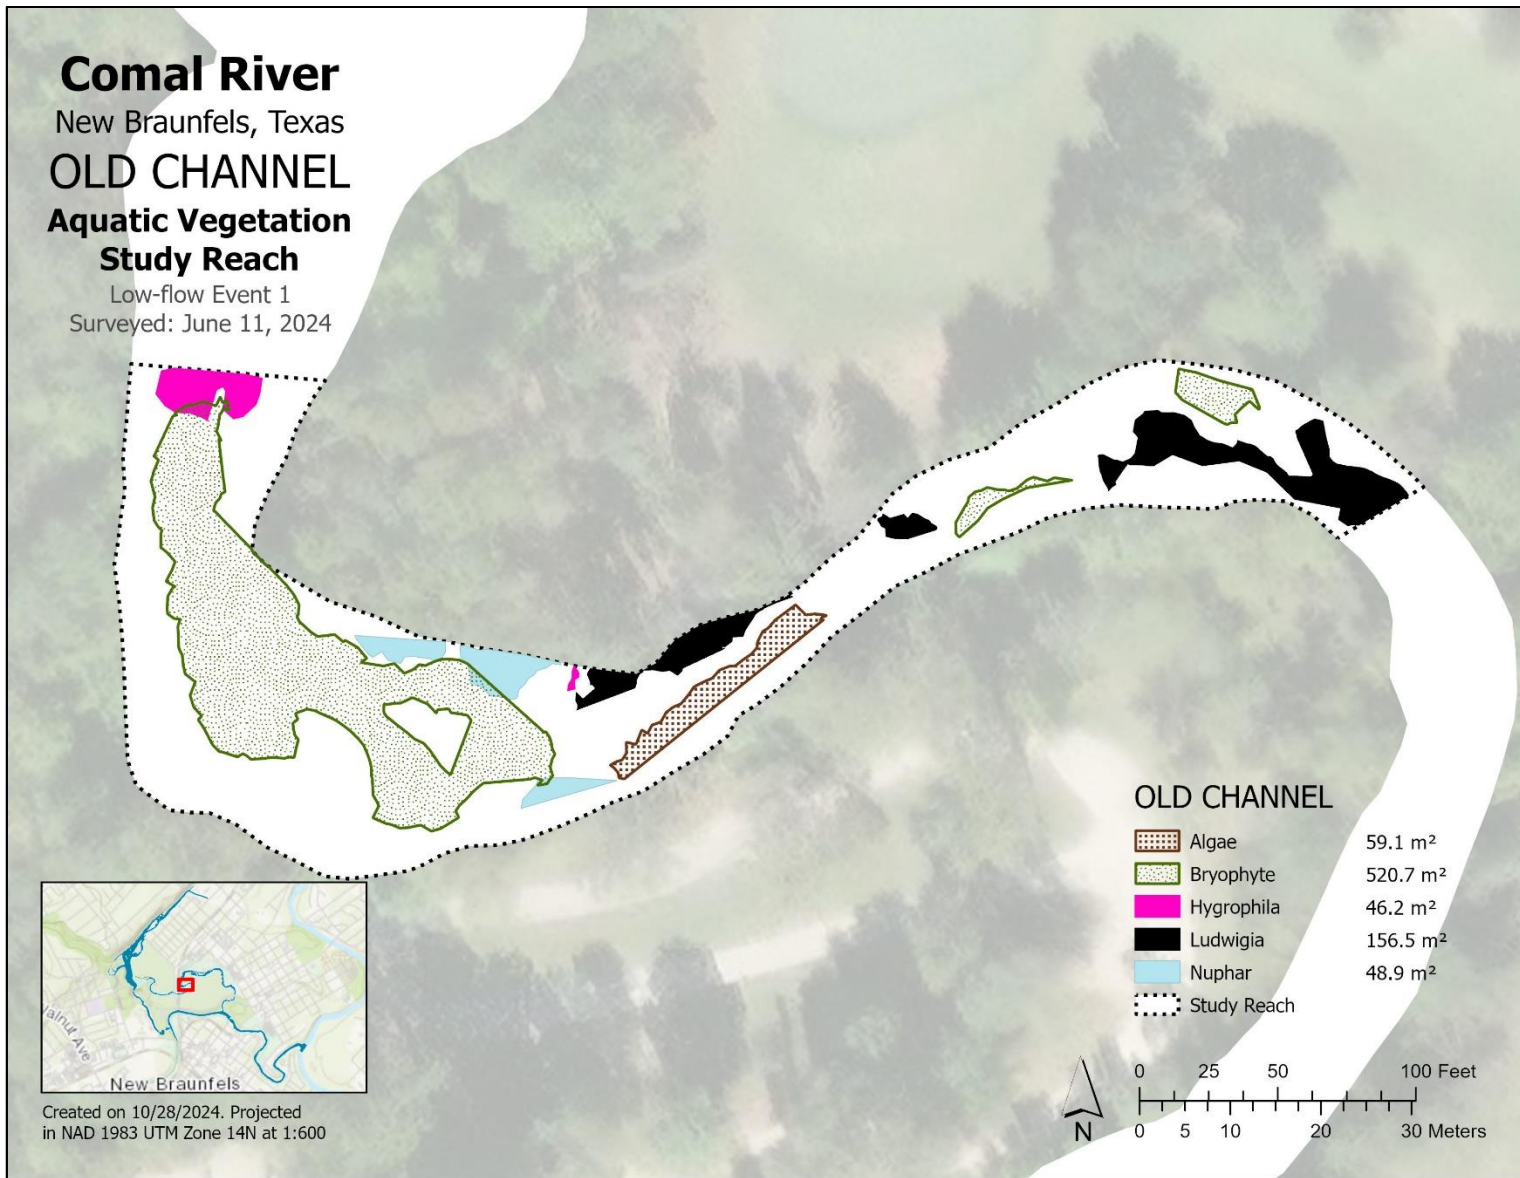 Comal River
New Braunfels, Texas
OLD CHANNEL
Aquatic Vegetation
Study Reach
Low-flow Event 1
Surveyed: June 11, 2024
OLD CHANNEL
Algae 59.1 m²
Bryophyte 520.7 m²
Hygrophila 46.2 m²
Ludwigia 156.5 m²
Nuphar 48.9 m²
Study Reach
Walnut Ave
New Braunfels
Created on 10/28/2024. Projected
in NAD 1983 UTM Zone 14N at 1:600
N
0 25 50 100 Feet
0 5 10 20 30 Meters